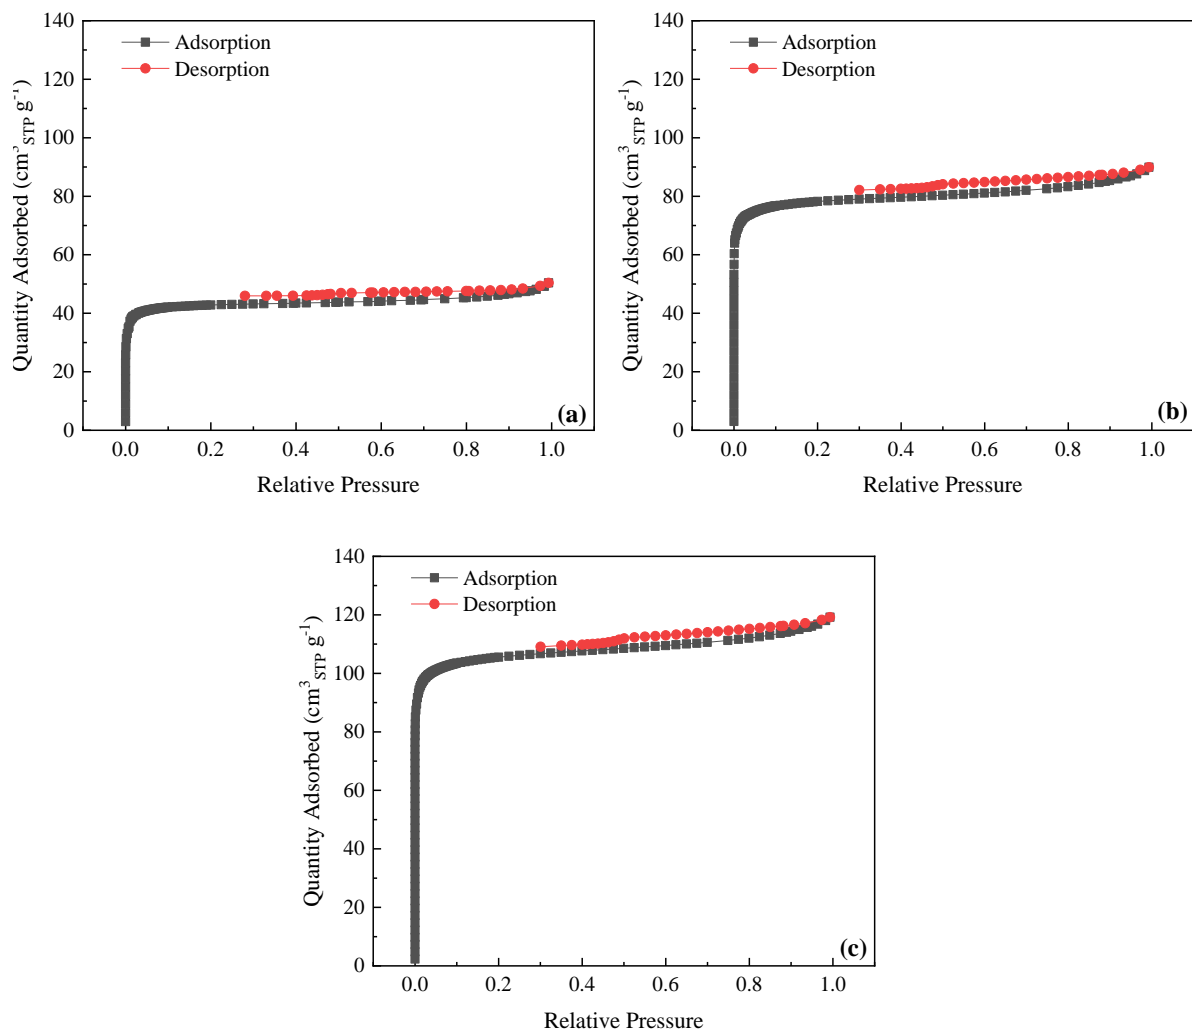 140
120
100
80
60
40
20
0
Quantity Adsorbed (cm³STP g⁻¹)
Adsorption
Desorption
(a)
0.0 0.2 0.4 0.6 0.8 1.0
Relative Pressure
140
120
100
80
60
40
20
0
Quantity Adsorbed (cm³STP g⁻¹)
Adsorption
Desorption
(b)
0.0 0.2 0.4 0.6 0.8 1.0
Relative Pressure
140
120
100
80
60
40
20
0
Quantity Adsorbed (cm³STP g⁻¹)
Adsorption
Desorption
(c)
0.0 0.2 0.4 0.6 0.8 1.0
Relative Pressure